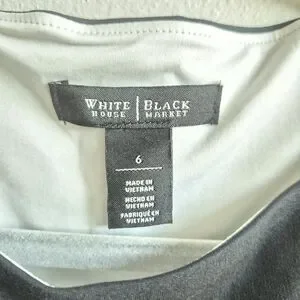 WHITE | BLACK
HOUSE | MARKET
6
MADE IN
VIETNAM
HECHO EN
VIETNAM
FABRIQUÉ EN
VIETNAM